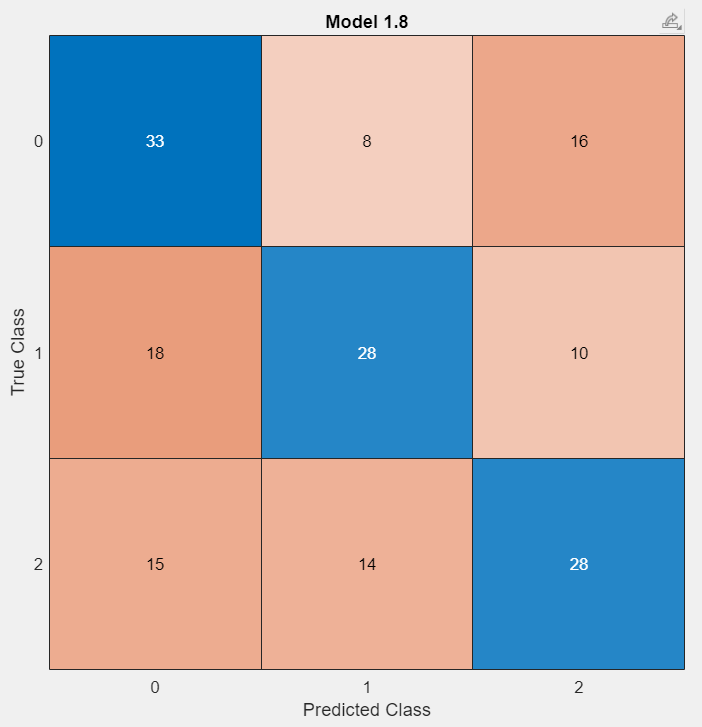 Model 1.8
0 33 8 16
1 18 28 10
2 15 14 28
0 1 2
True Class
Predicted Class